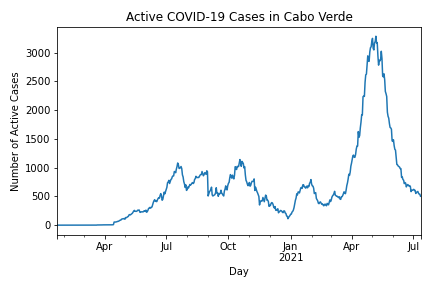 Active COVID-19 Cases in Cabo Verde
Number of Active Cases
3000
2500
2000
1500
1000
500
0
Apr
Jul
Oct
Jan
2021
Apr
Jul
Day